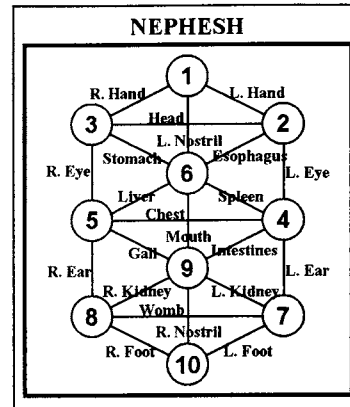 NEPHESH
1
R. Hand L. Hand
3 Head 2
L. Nostril
Stomach Esophagus
R. Eye 6 L. Eye
Liver Spleen
5 Chest 4
Mouth
Gall Intestines
R. Ear 9 L. Ear
R. Kidney L. Kidney
8 Womb 7
R. Nostril
R. Foot L. Foot
10